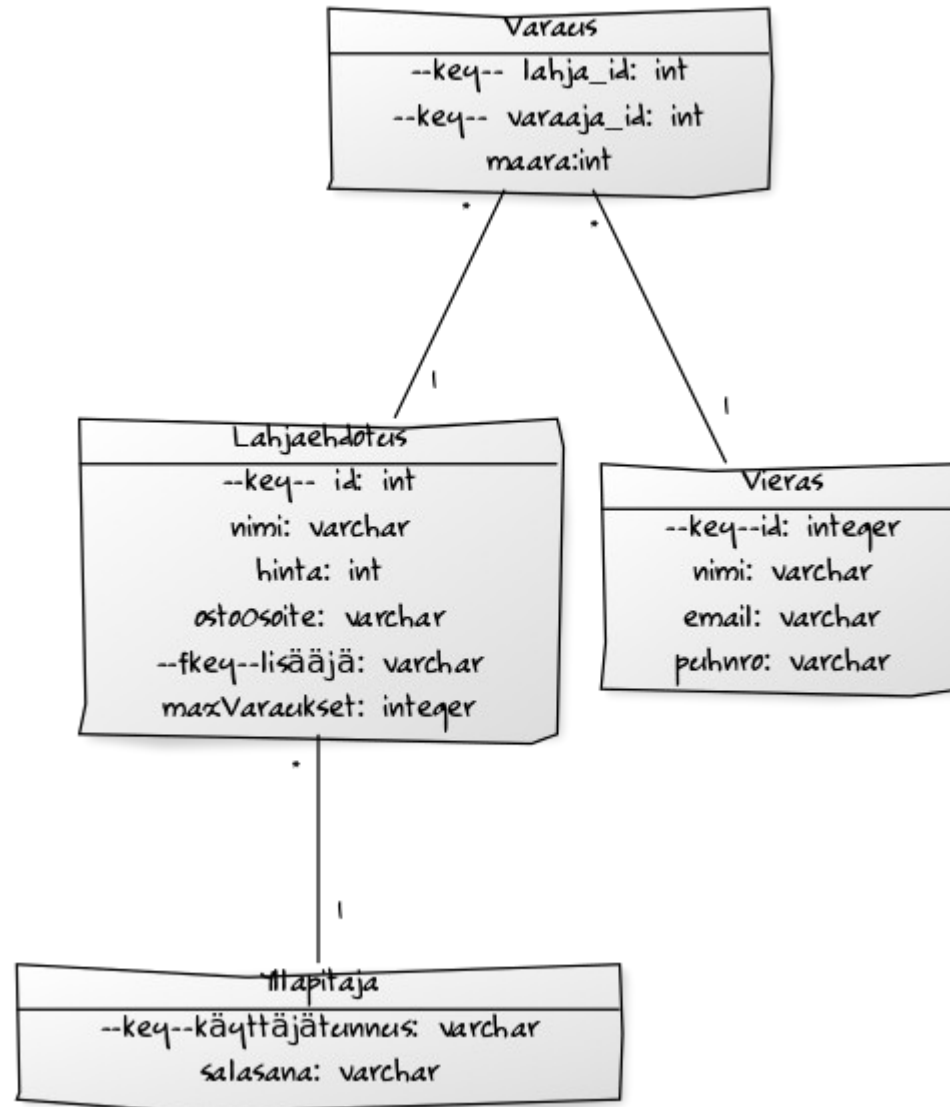 Varaus
--key-- lahja_id: int
--key-- varaaja_id: int
maara:int
*
*
1
1
Lahjaehdotus
--key-- id: int
nimi: varchar
hinta: int
ostoOsoite: varchar
--fkey--lisääjä: varchar
maxVaraukset: integer
Vieras
--key--id: integer
nimi: varchar
email: varchar
puhnro: varchar
*
1
Yllapitaja
--key--käyttäjätunnus: varchar
salasana: varchar